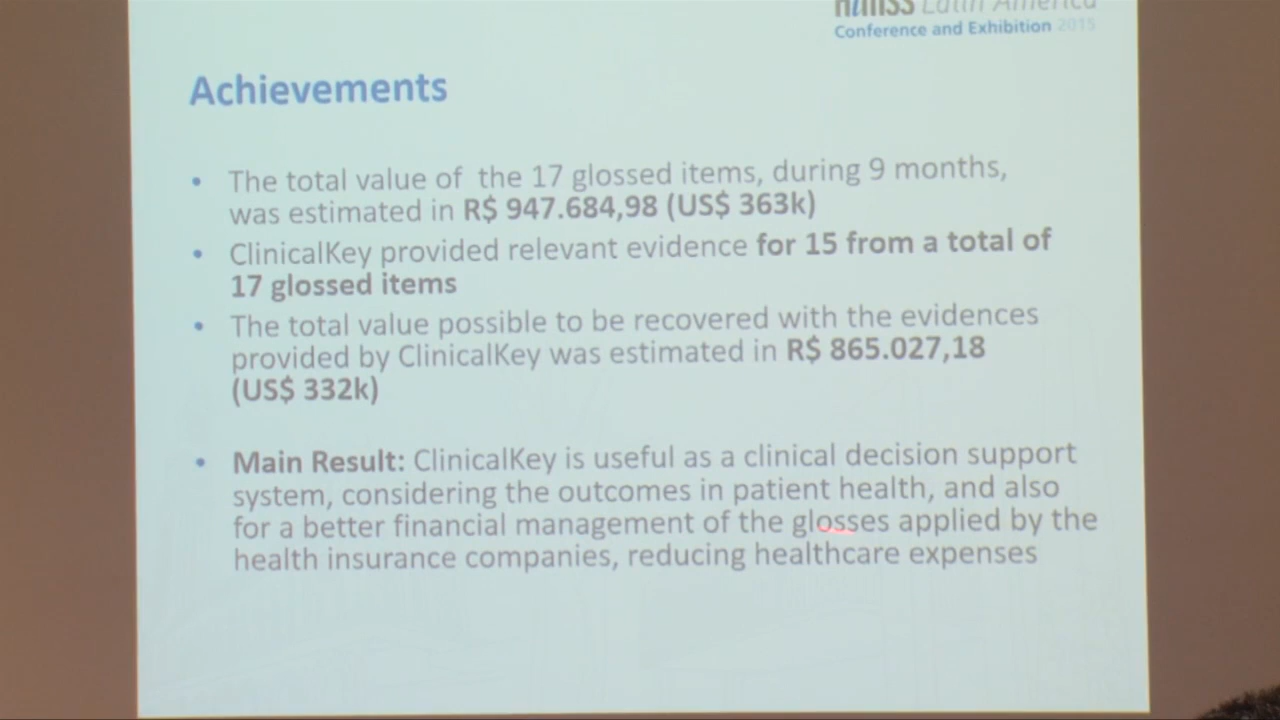 himss Latin America
Conference and Exhibition 2015
Achievements
• The total value of the 17 glossed items, during 9 months,
was estimated in R$ 947.684,98 (US$ 363k)
• ClinicalKey provided relevant evidence for 15 from a total of
17 glossed items
• The total value possible to be recovered with the evidences
provided by ClinicalKey was estimated in R$ 865.027,18
(US$ 332k)
• Main Result: ClinicalKey is useful as a clinical decision support
system, considering the outcomes in patient health, and also
for a better financial management of the glosses applied by the
health insurance companies, reducing healthcare expenses